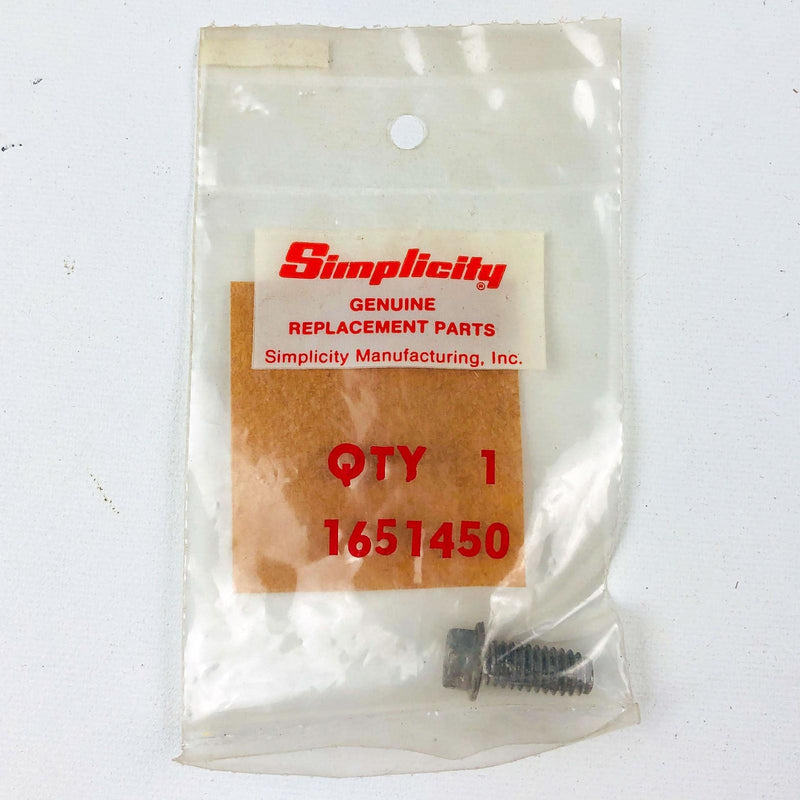 Simplicity®
GENUINE
REPLACEMENT PARTS
Simplicity Manufacturing, Inc.
QTY 1
1651450